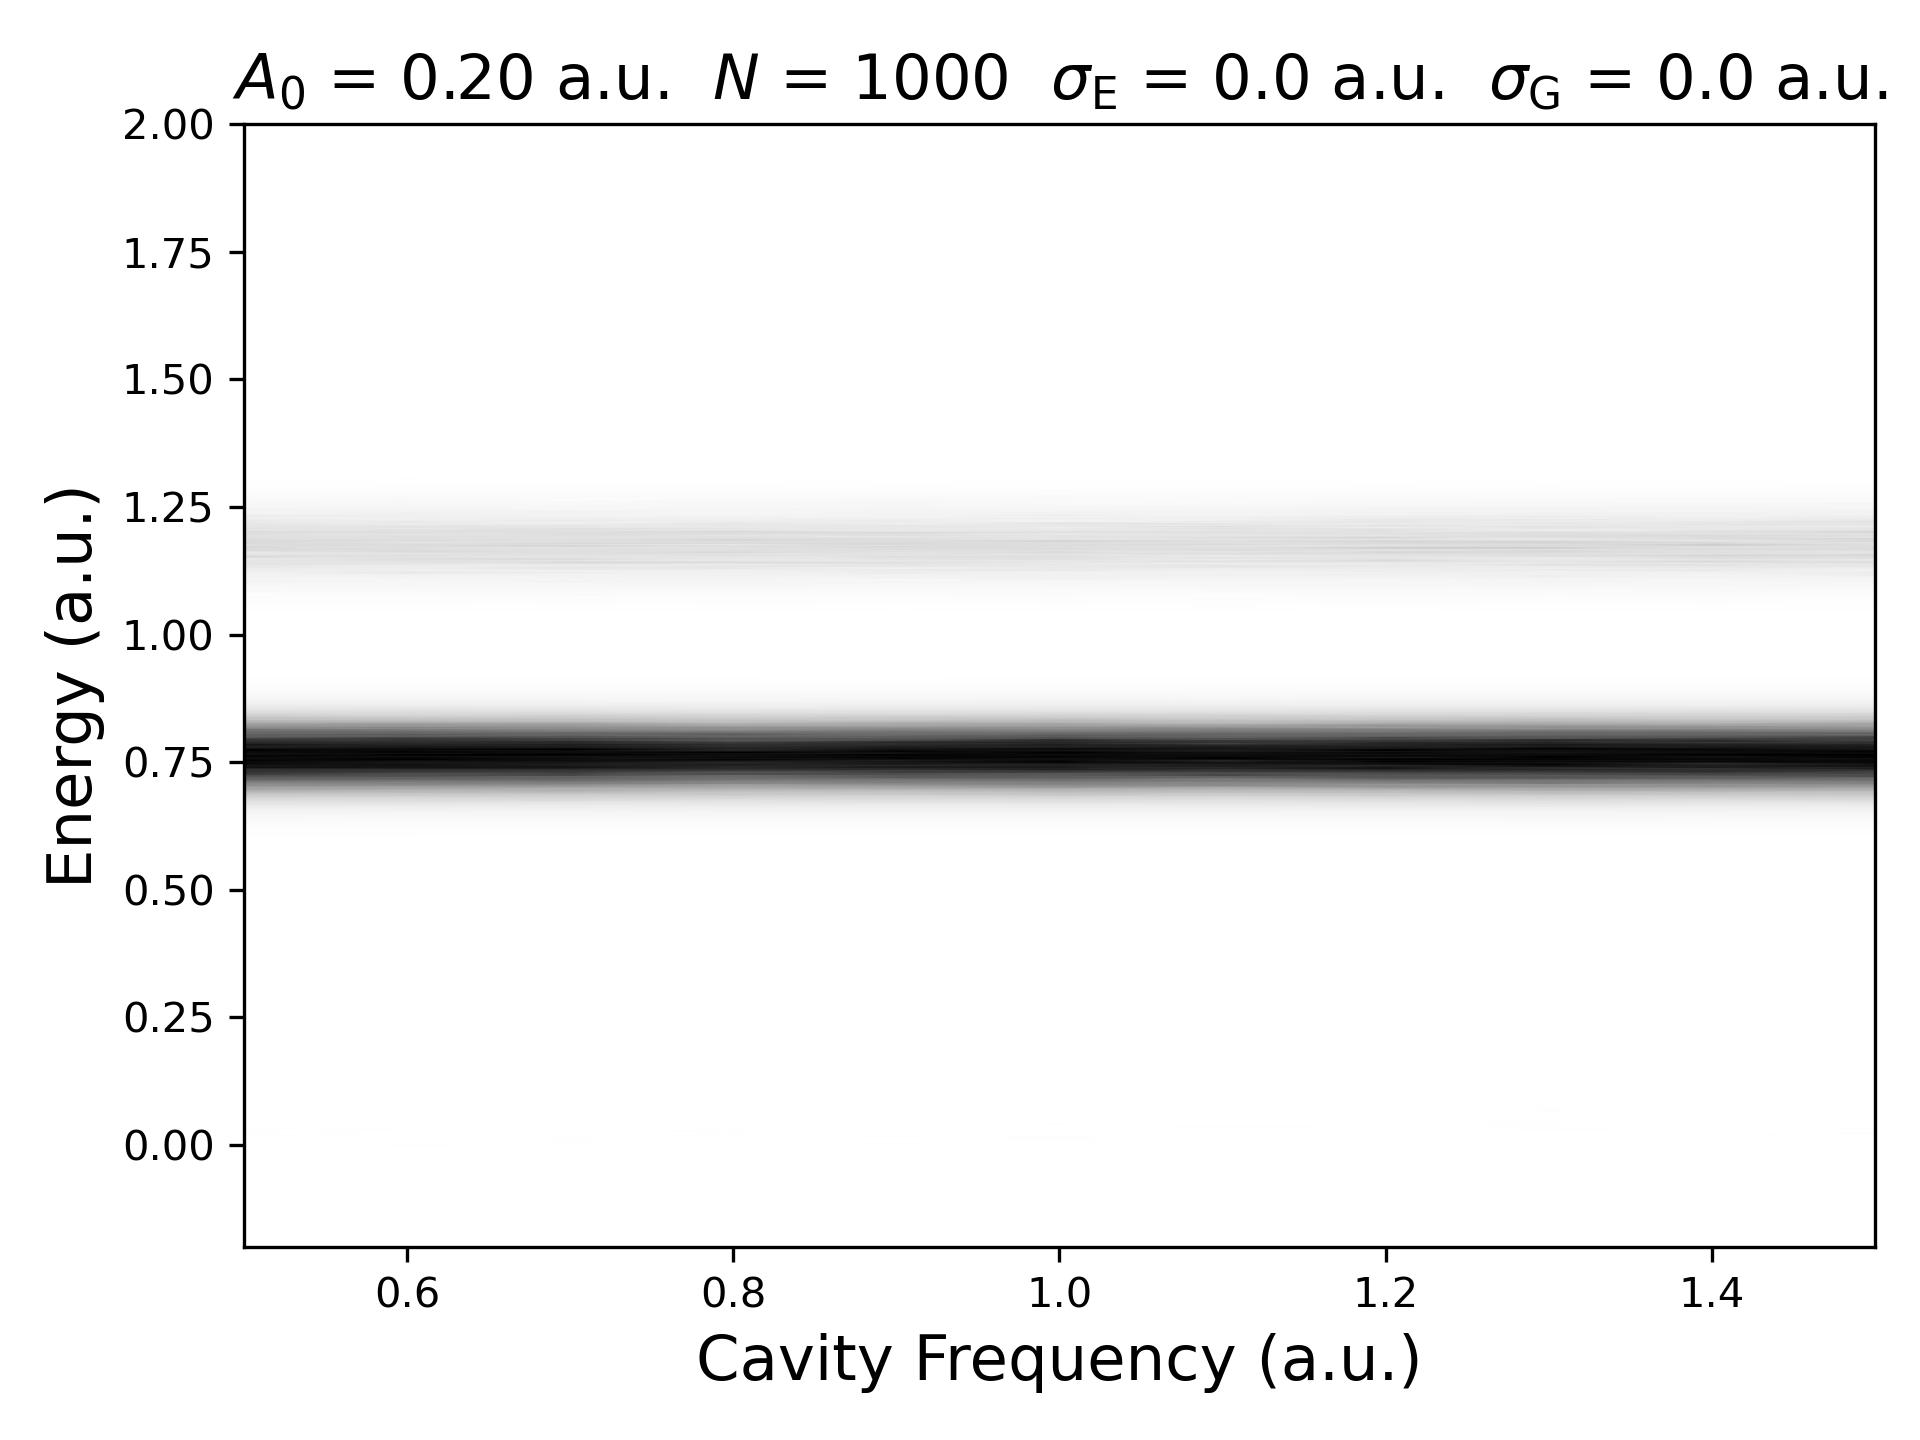 A₀ = 0.20 a.u. N = 1000 σE = 0.0 a.u. σG = 0.0 a.u.
2.00
1.75
1.50
1.25
1.00
0.75
0.50
0.25
0.00
Energy (a.u.)
0.6 0.8 1.0 1.2 1.4
Cavity Frequency (a.u.)